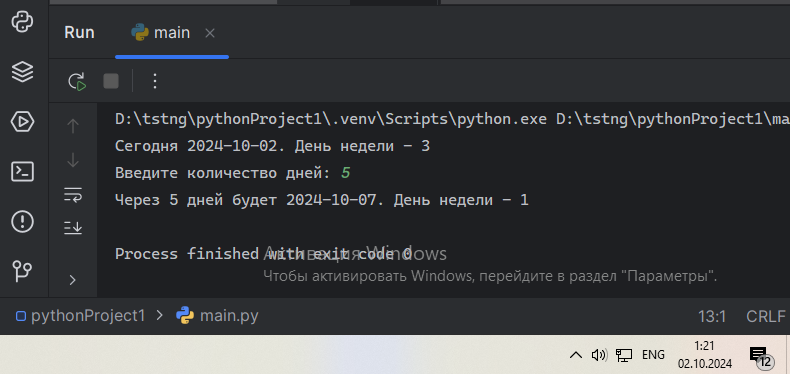 Run main
D:\tstng\pythonProject1\.venv\Scripts\python.exe D:\tstng\pythonProject1\ma
Сегодня 2024-10-02. День недели - 3
Введите количество дней: 5
Через 5 дней будет 2024-10-07. День недели - 1
Process finished with exit code 0
Активация Windows
Чтобы активировать Windows, перейдите в раздел "Параметры".
pythonProject1 > main.py 13:1 CRLF
ENG 1:21
02.10.2024 12